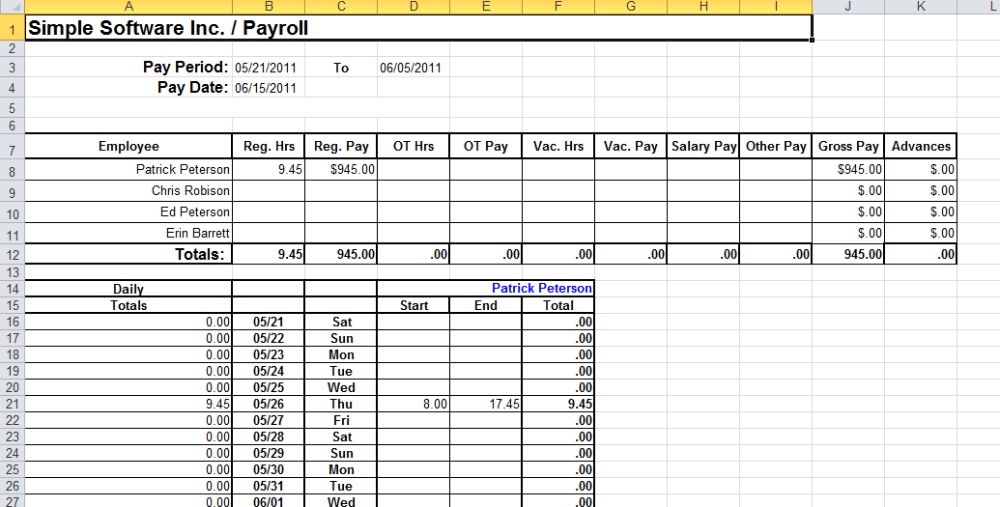 A B C D E F G H I J K L
1 Simple Software Inc. / Payroll
2
3 Pay Period: 05/21/2011 To 06/05/2011
4 Pay Date: 06/15/2011
5
6
7 Employee Reg. Hrs Reg. Pay OT Hrs OT Pay Vac. Hrs Vac. Pay Salary Pay Other Pay Gross Pay Advances
8 Patrick Peterson 9.45 $945.00 $945.00 $.00
9 Chris Robison $.00 $.00
10 Ed Peterson $.00 $.00
11 Erin Barrett $.00 $.00
12 Totals: 9.45 945.00 .00 .00 .00 .00 .00 .00 945.00 .00
13
14 Daily Patrick Peterson
15 Totals Start End Total
16 0.00 05/21 Sat .00
17 0.00 05/22 Sun .00
18 0.00 05/23 Mon .00
19 0.00 05/24 Tue .00
20 0.00 05/25 Wed .00
21 9.45 05/26 Thu 8.00 17.45 9.45
22 0.00 05/27 Fri .00
23 0.00 05/28 Sat .00
24 0.00 05/29 Sun .00
25 0.00 05/30 Mon .00
26 0.00 05/31 Tue .00
27 0.00 06/01 Wed .00